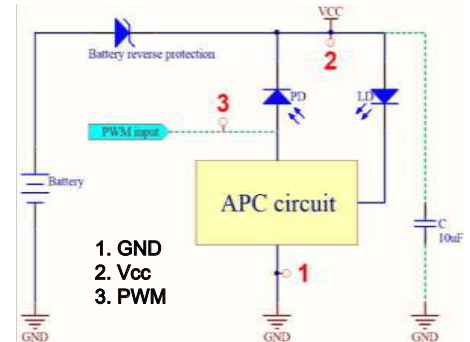 VCC
Battery reverse protection
2
PD
LD
3
PWM input
Battery
APC circuit
C
10uF
1. GND
2. Vcc
3. PWM
1
GND
GND
GND